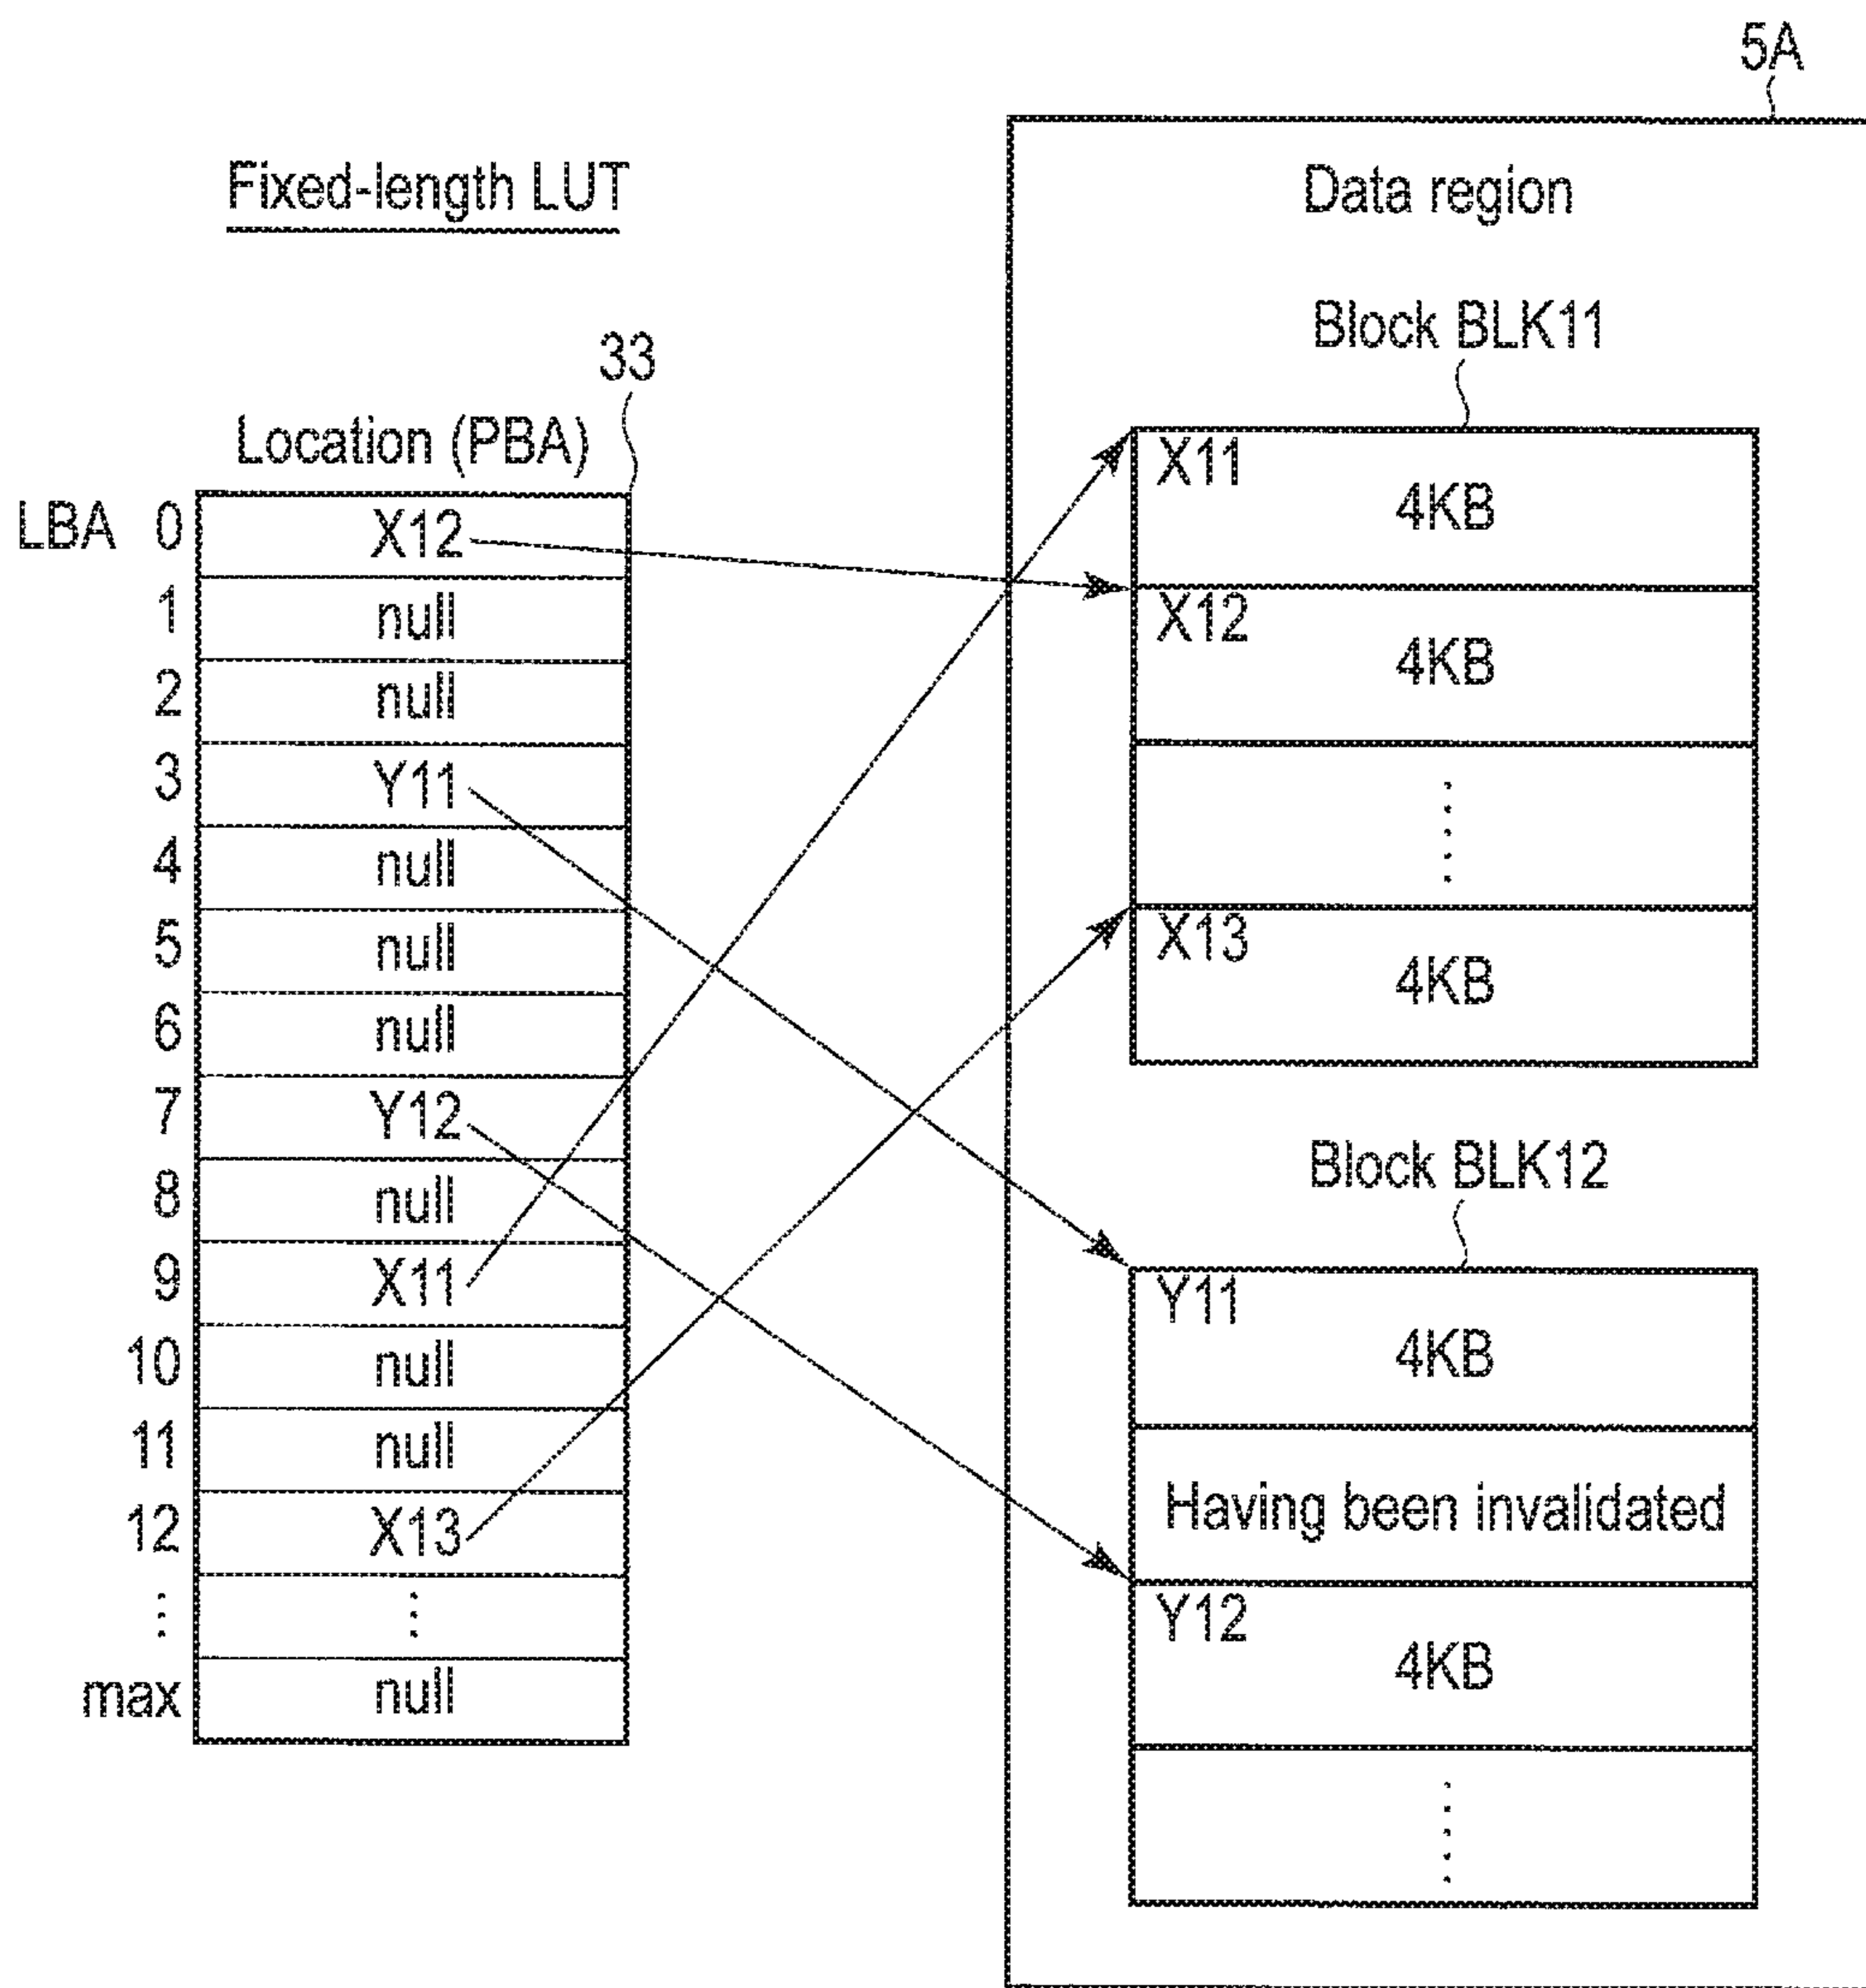 5A
Fixed-length LUT
Data region
Block BLK11
33
Location (PBA)
LBA 0 X12
1 null
2 null
3 Y11
4 null
5 null
6 null
7 Y12
8 null
9 X11
10 null
11 null
12 X13
⋮ ⋮
max null
X11
4KB
X12
4KB
⋮
X13
4KB
Block BLK12
Y11
4KB
Having been invalidated
Y12
4KB
⋮